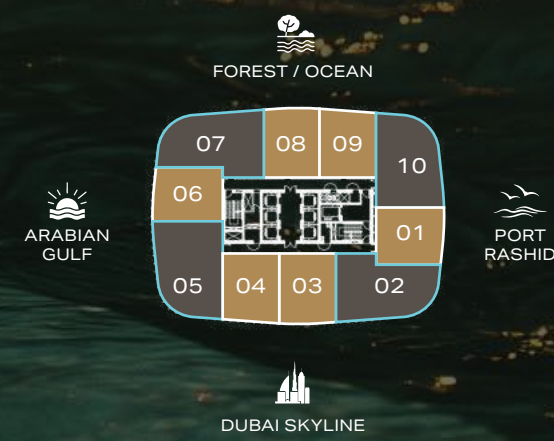 FOREST / OCEAN
07
08
09
10
06
01
ARABIAN
GULF
PORT
RASHID
05
04
03
02
DUBAI SKYLINE